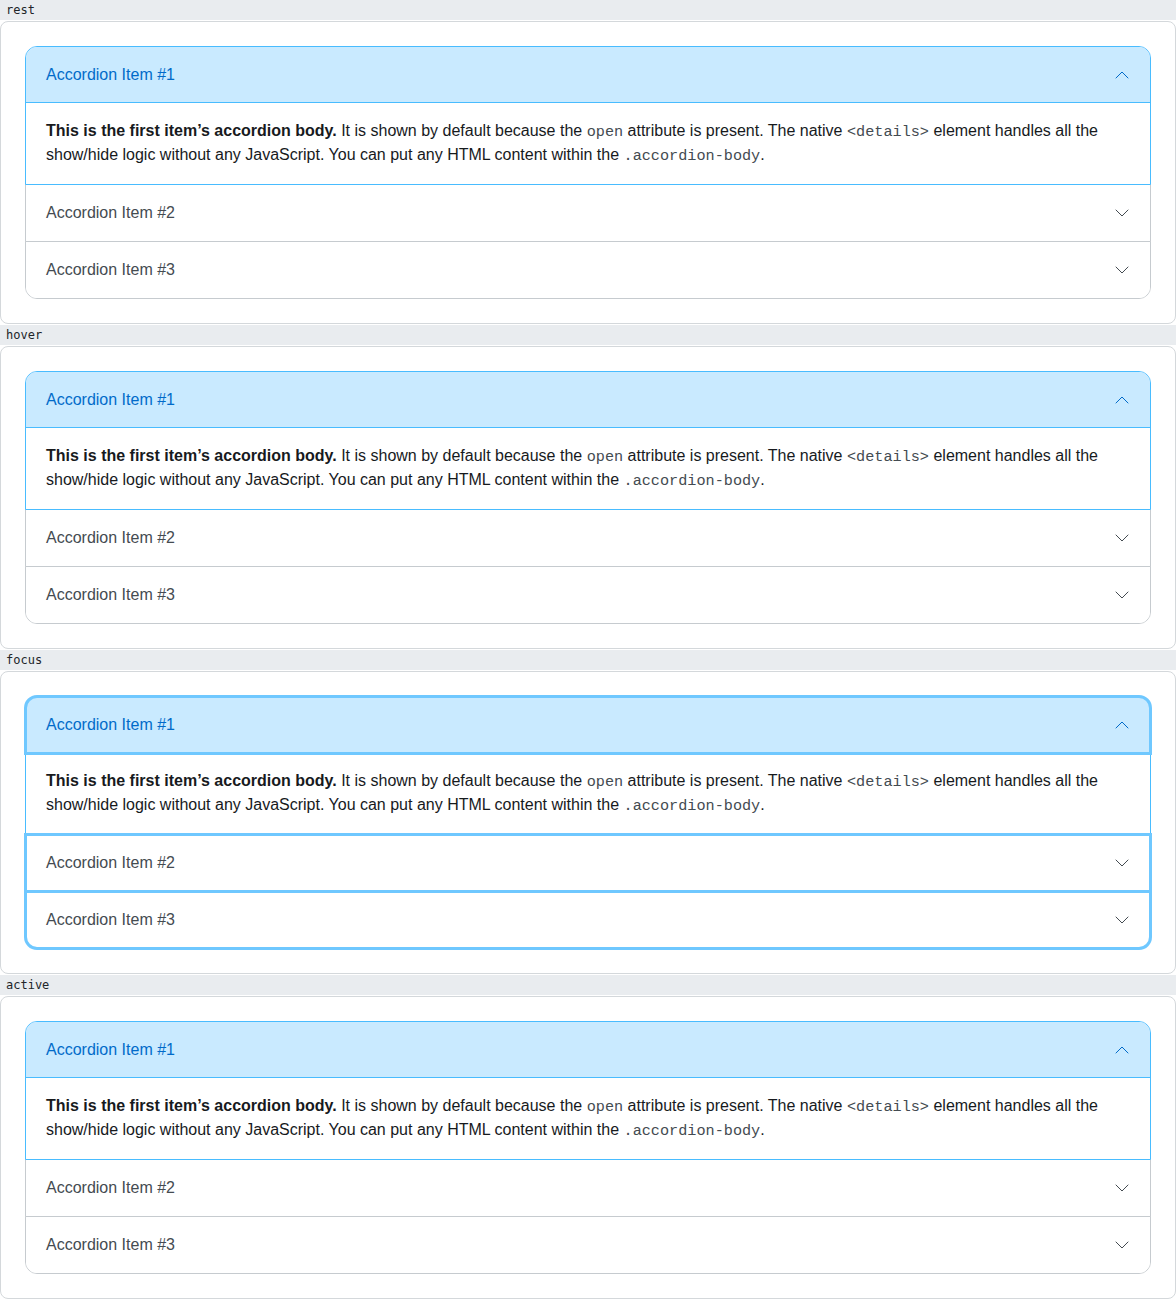 rest
Accordion Item #1
This is the first item’s accordion body. It is shown by default because the open attribute is present. The native <details> element handles all the
show/hide logic without any JavaScript. You can put any HTML content within the .accordion-body.
Accordion Item #2
Accordion Item #3
hover
Accordion Item #1
This is the first item’s accordion body. It is shown by default because the open attribute is present. The native <details> element handles all the
show/hide logic without any JavaScript. You can put any HTML content within the .accordion-body.
Accordion Item #2
Accordion Item #3
focus
Accordion Item #1
This is the first item’s accordion body. It is shown by default because the open attribute is present. The native <details> element handles all the
show/hide logic without any JavaScript. You can put any HTML content within the .accordion-body.
Accordion Item #2
Accordion Item #3
active
Accordion Item #1
This is the first item’s accordion body. It is shown by default because the open attribute is present. The native <details> element handles all the
show/hide logic without any JavaScript. You can put any HTML content within the .accordion-body.
Accordion Item #2
Accordion Item #3